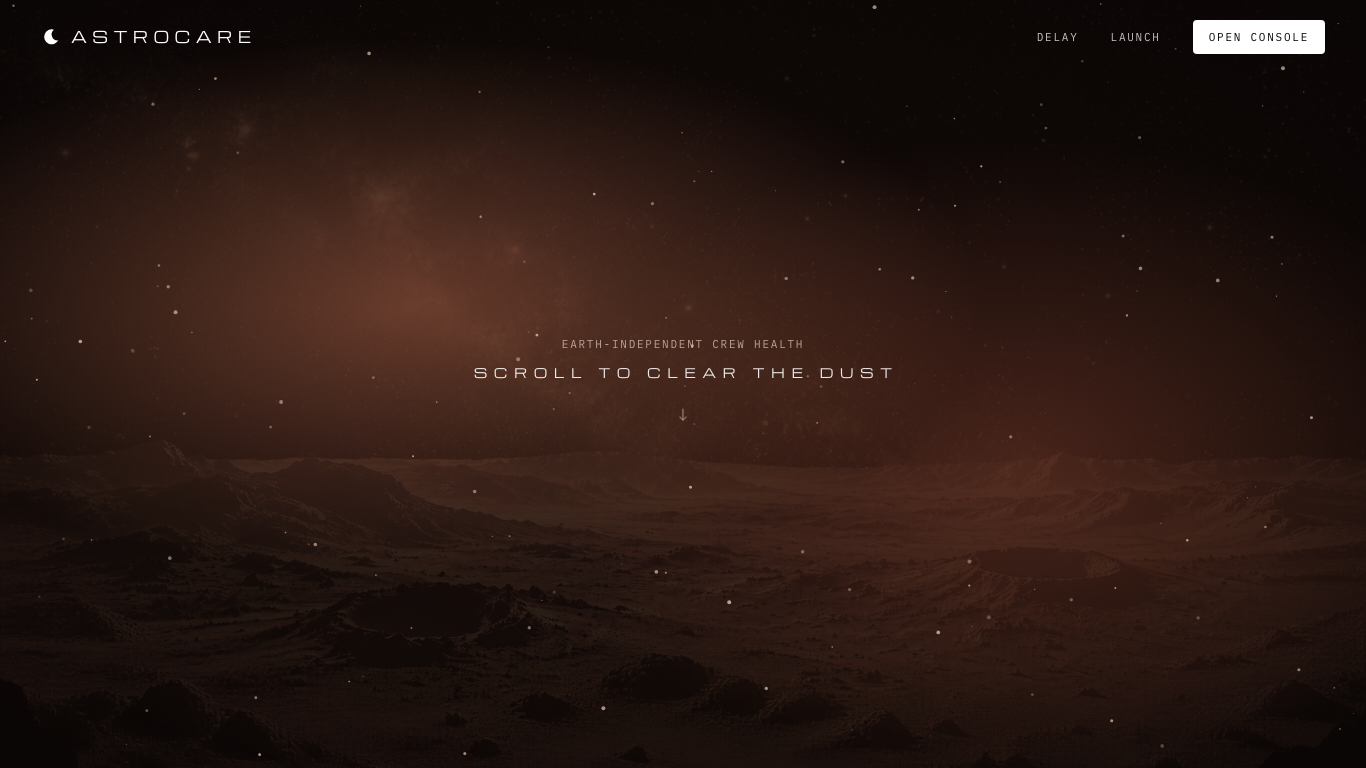 ASTROCARE
DELAY
LAUNCH
OPEN CONSOLE
EARTH-INDEPENDENT CREW HEALTH
SCROLL TO CLEAR THE DUST
↓